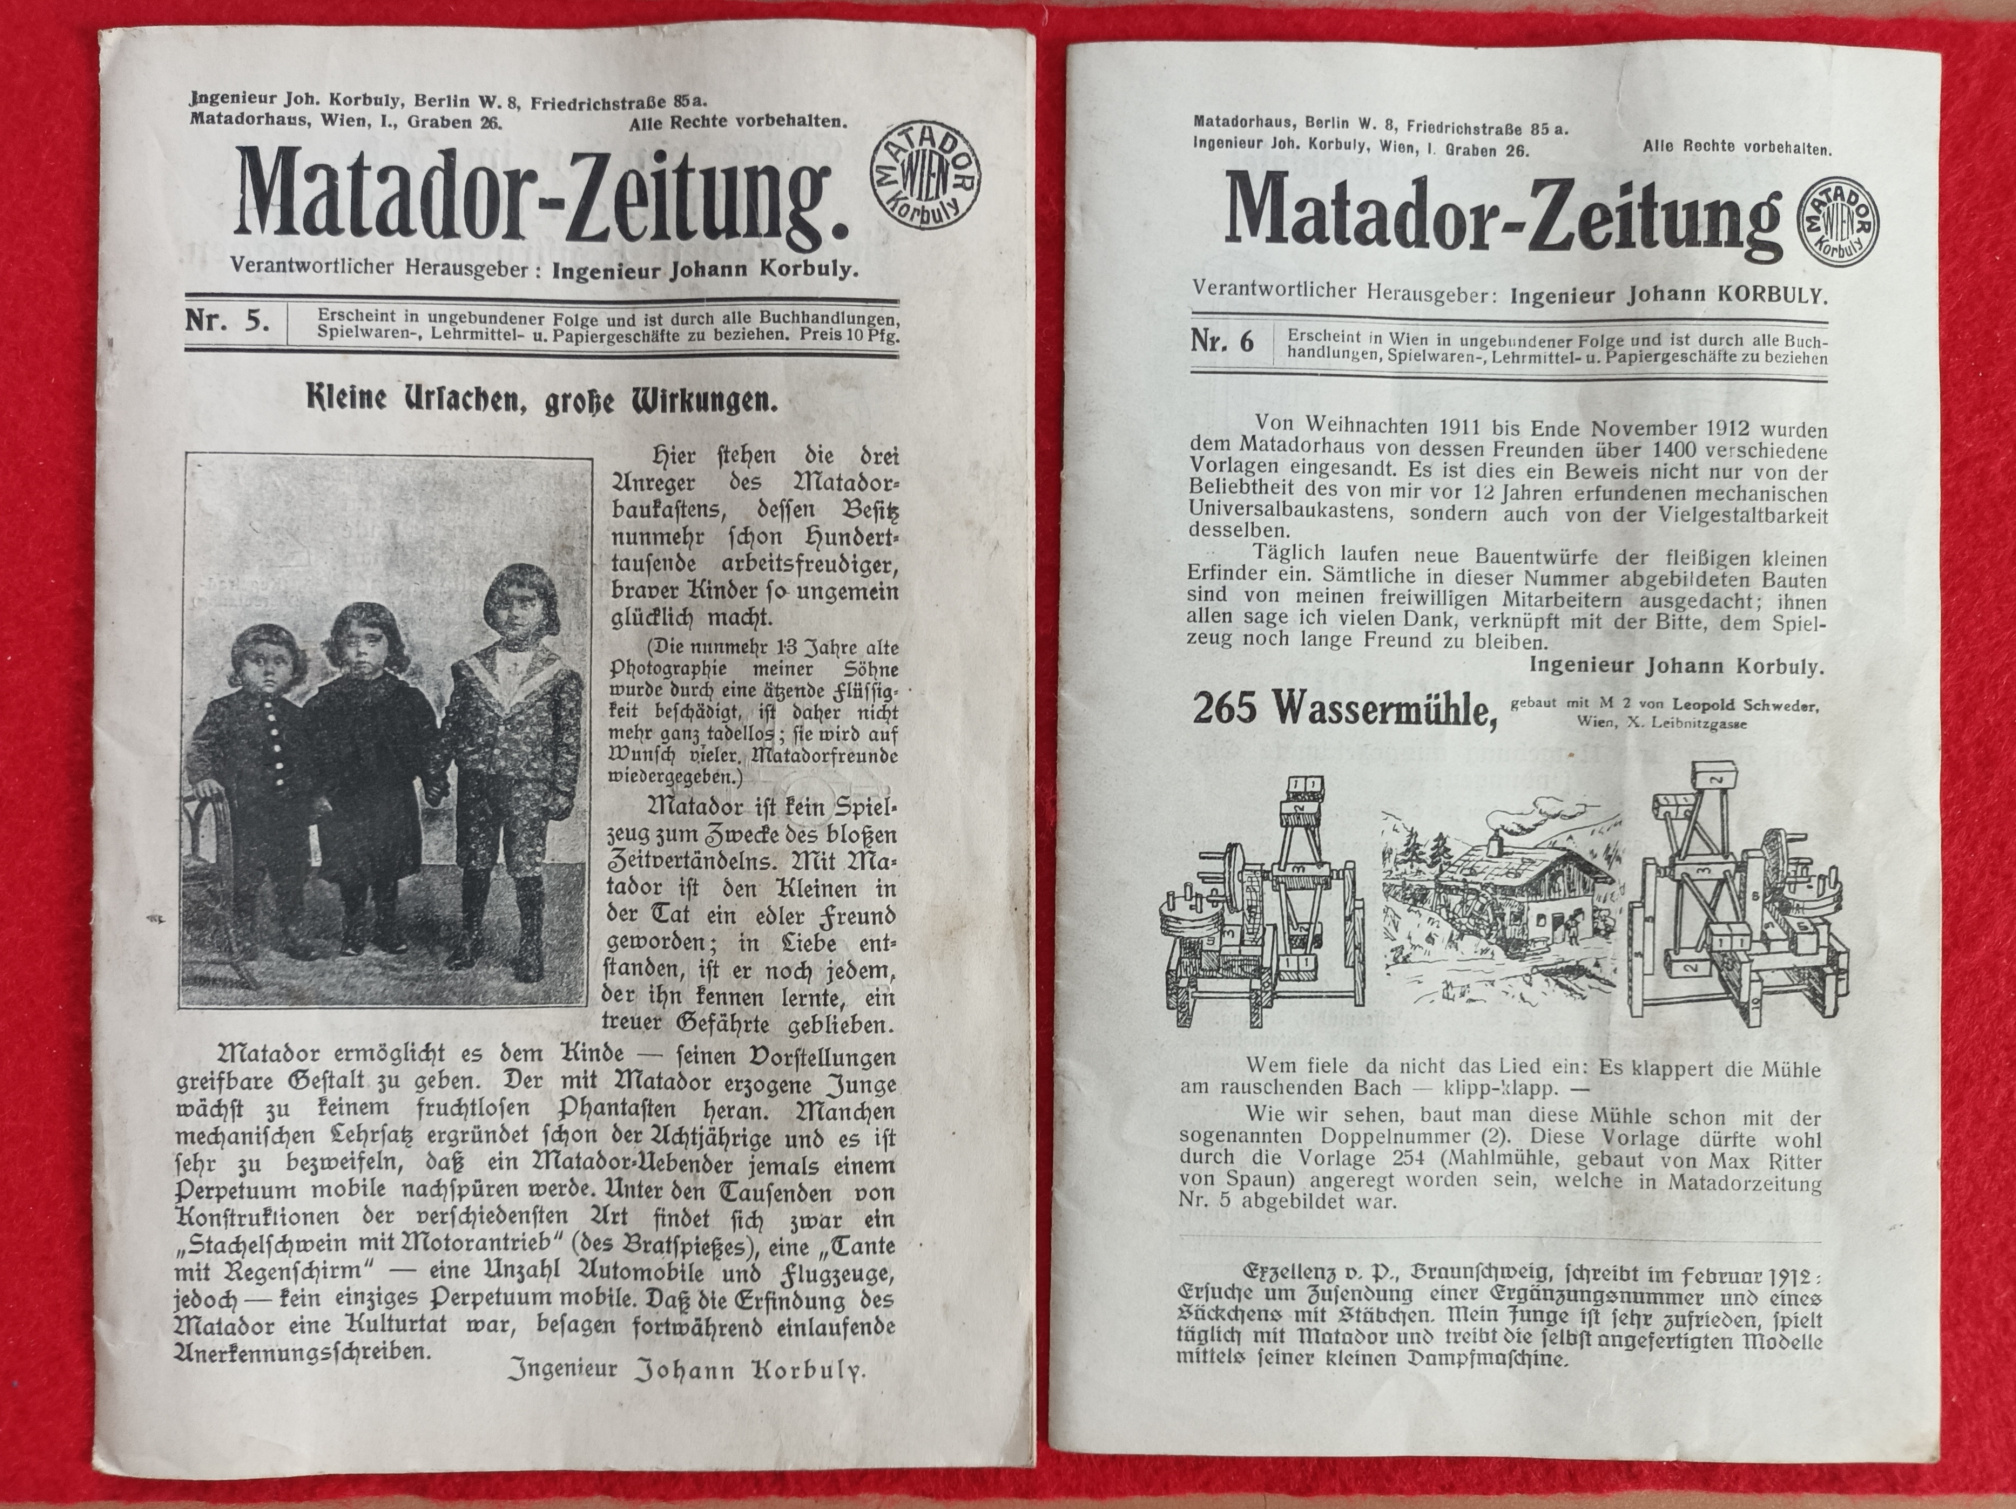 Ingenieur Joh. Korbuly, Berlin W. 8, Friedrichstraße 85a.
Matadorhaus, Wien, I., Graben 26. Alle Rechte vorbehalten.
Matador-Zeitung.
MATADOR
WIEN
Korbuly
Verantwortlicher Herausgeber: Ingenieur Johann Korbuly.
Nr. 5.
Erscheint in ungebundener Folge und ist durch alle Buchhandlungen,
Spielwaren-, Lehrmittel- u. Papiergeschäfte zu beziehen. Preis 10 Pfg.
Kleine Ursachen, große Wirkungen.
Hier stehen die drei
Anreger des Matador-
baukastens, dessen Besitz
nunmehr schon Hundert-
tausende arbeitsfreudiger,
braver Kinder so ungemein
glücklich macht.
(Die nunmehr 13 Jahre alte
Photographie meiner Söhne
wurde durch eine ätzende Flüssig-
keit beschädigt, ist daher nicht
mehr ganz tadellos; sie wird auf
Wunsch vieler Matadorfreunde
wiedergegeben.)
Matador ist kein Spiel-
zeug zum Zwecke des bloßen
Zeitvertändelns. Mit Ma-
tador ist den Kleinen in
der Tat ein edler Freund
geworden; in Liebe ent-
standen, ist er noch jedem,
der ihn kennen lernte, ein
treuer Gefährte geblieben.
Matador ermöglicht es dem Kinde — seinen Vorstellungen
greifbare Gestalt zu geben. Der mit Matador erzogene Junge
wächst zu keinem fruchtlosen Phantasten heran. Manchen
mechanischen Lehrsatz ergründet schon der Achtjährige und es ist
sehr zu bezweifeln, daß ein Matador-Uebender jemals einem
Perpetuum mobile nachspüren werde. Unter den Tausenden von
Konstruktionen der verschiedensten Art findet sich zwar ein
„Stachelschwein mit Motorantrieb" (des Bratspießes), eine „Tante
mit Regenschirm" — eine Unzahl Automobile und Flugzeuge,
jedoch — kein einziges Perpetuum mobile. Daß die Erfindung des
Matador eine Kulturtat war, besagen fortwährend einlaufende
Anerkennungsschreiben.
Ingenieur Johann Korbuly.
Matadorhaus, Berlin W. 8, Friedrichstraße 85 a.
Ingenieur Joh. Korbuly, Wien, I. Graben 26. Alle Rechte vorbehalten.
Matador-Zeitung
MATADOR
WIEN
Korbuly
Verantwortlicher Herausgeber: Ingenieur Johann KORBULY.
Nr. 6
Erscheint in Wien in ungebundener Folge und ist durch alle Buch-
handlungen, Spielwaren-, Lehrmittel- u. Papiergeschäfte zu beziehen
Von Weihnachten 1911 bis Ende November 1912 wurden
dem Matadorhaus von dessen Freunden über 1400 verschiedene
Vorlagen eingesandt. Es ist dies ein Beweis nicht nur von der
Beliebtheit des von mir vor 12 Jahren erfundenen mechanischen
Universalbaukastens, sondern auch von der Vielgestaltbarkeit
desselben.
Täglich laufen neue Bauentwürfe der fleißigen kleinen
Erfinder ein. Sämtliche in dieser Nummer abgebildeten Bauten
sind von meinen freiwilligen Mitarbeitern ausgedacht; ihnen
allen sage ich vielen Dank, verknüpft mit der Bitte, dem Spiel-
zeug noch lange Freund zu bleiben.
Ingenieur Johann Korbuly.
265 Wassermühle, gebaut mit M 2 von Leopold Schweder,
Wien, X. Leibnitzgasse
Wem fiele da nicht das Lied ein: Es klappert die Mühle
am rauschenden Bach — klipp-klapp. —
Wie wir sehen, baut man diese Mühle schon mit der
sogenannten Doppelnummer (2). Diese Vorlage dürfte wohl
durch die Vorlage 254 (Mahlmühle, gebaut von Max Ritter
von Spaun) angeregt worden sein, welche in Matadorzeitung
Nr. 5 abgebildet war.
Exzellenz v. P., Braunschweig, schreibt im Februar 1912:
Ersuche um Zusendung einer Ergänzungsnummer und eines
Säckchens mit Stäbchen. Mein Junge ist sehr zufrieden, spielt
täglich mit Matador und treibt die selbst angefertigten Modelle
mittels seiner kleinen Dampfmaschine.